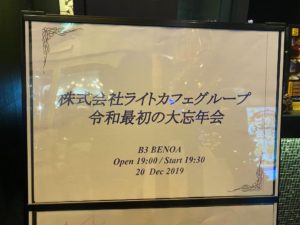 株式会社ライトカフェグループ
令和最初の大忘年会
B3 BENOA
Open 19:00 / Start 19:30
20 Dec 2019